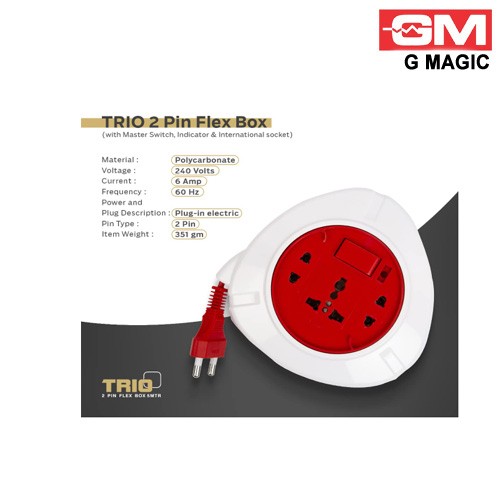 GM
G MAGIC
TRIO 2 Pin Flex Box
(with Master Switch, Indicator & International socket)
Material : Polycarbonate
Voltage : 240 Volts
Current : 6 Amp
Frequency : 60 Hz
Power and
Plug Description : Plug-in electric
Pin Type : 2 Pin
Item Weight : 351 gm
TRIO
2 PIN FLEX BOX 6MTR